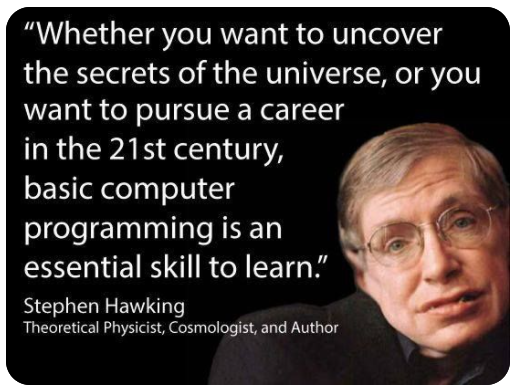 “Whether you want to uncover
the secrets of the universe, or you
want to pursue a career
in the 21st century,
basic computer
programming is an
essential skill to learn.”
Stephen Hawking
Theoretical Physicist, Cosmologist, and Author